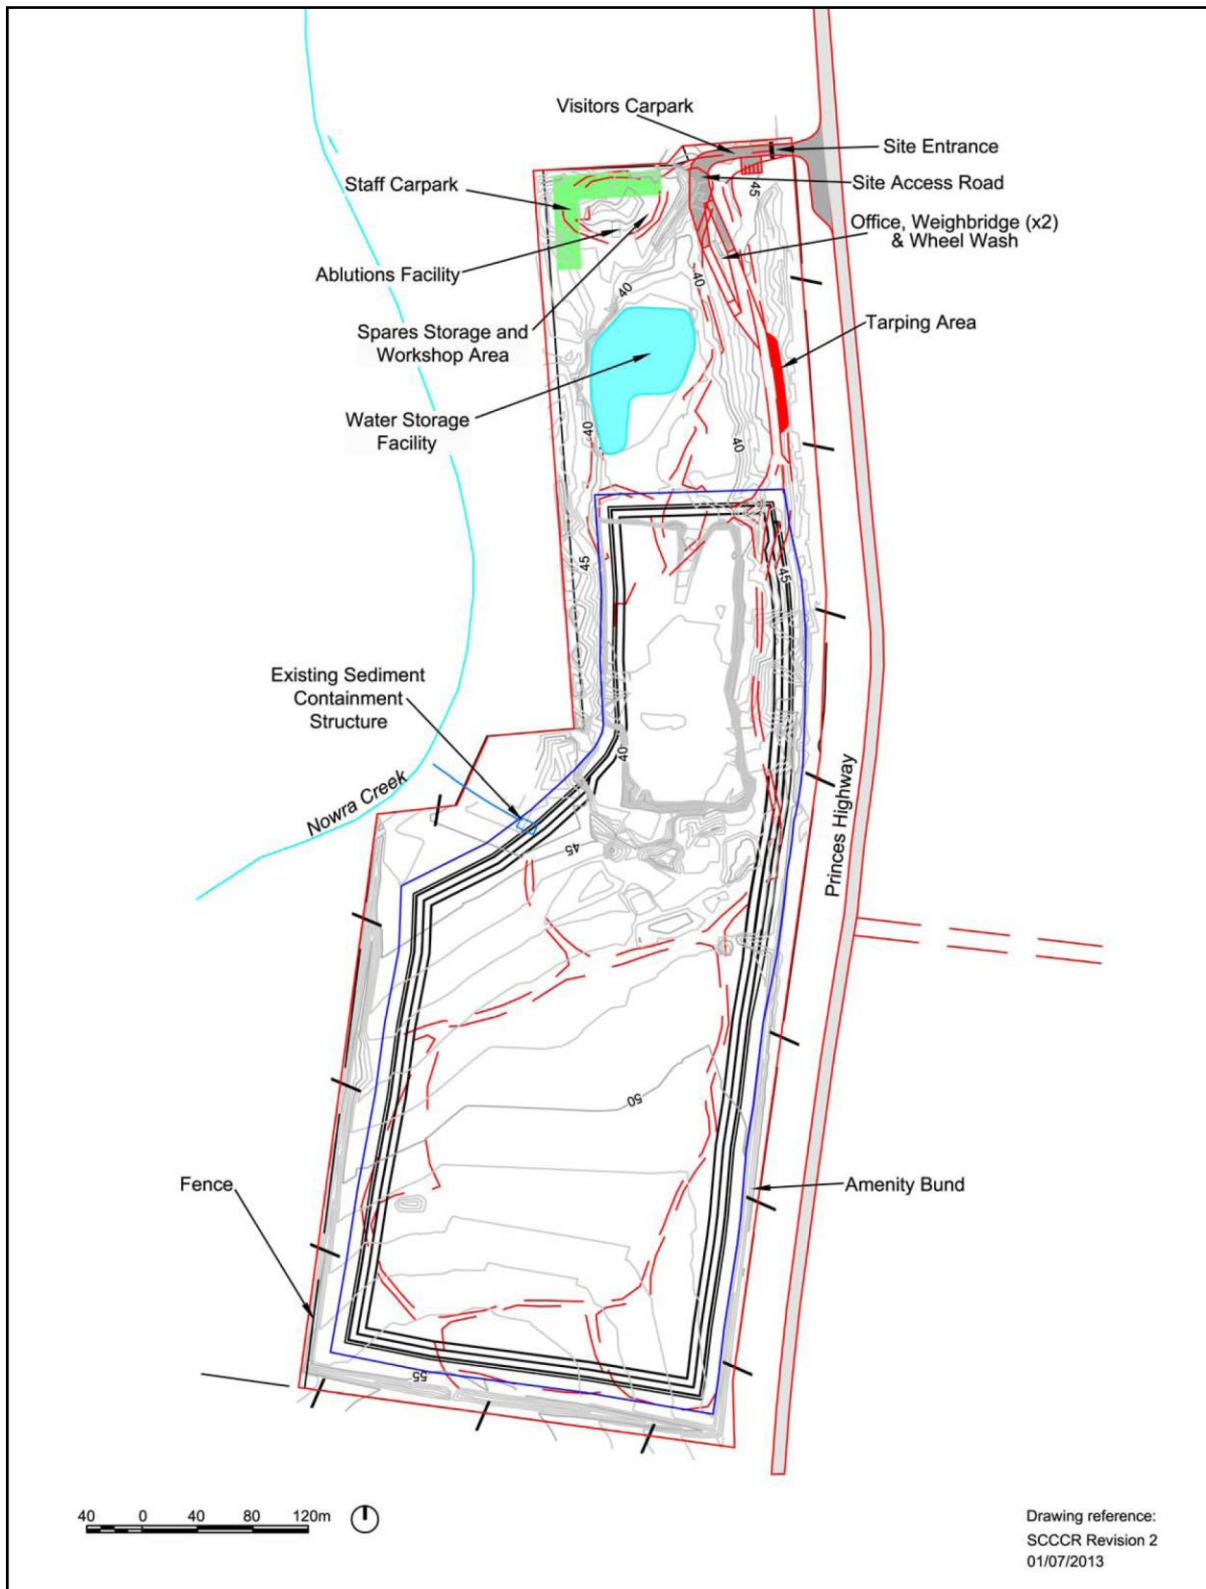 Visitors Carpark
Site Entrance
Staff Carpark
Site Access Road
45
Office, Weighbridge (x2)
& Wheel Wash
Ablutions Facility
40
40
Spares Storage and
Workshop Area
Tarping Area
Water Storage
Facility
40
40
45
45
Existing Sediment
Containment
Structure
40
Nowra Creek
Princes Highway
45
50
Fence
Amenity Bund
55
40 0 40 80 120m
Drawing reference:
SCCCR Revision 2
01/07/2013